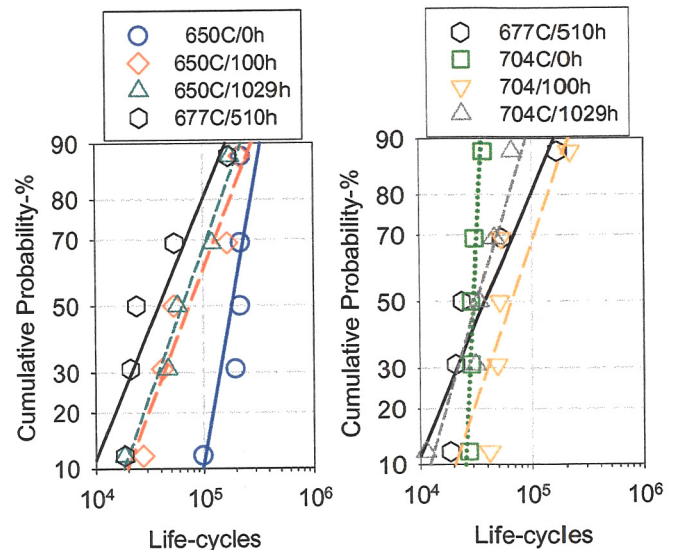 650C/0h
650C/100h
650C/1029h
677C/510h
90
80
70
50
30
20
10
Cumulative Probability-%
10⁴
10⁵
10⁶
Life-cycles
677C/510h
704C/0h
704/100h
704C/1029h
90
80
70
50
30
20
10
Cumulative Probability-%
10⁴
10⁵
10⁶
Life-cycles